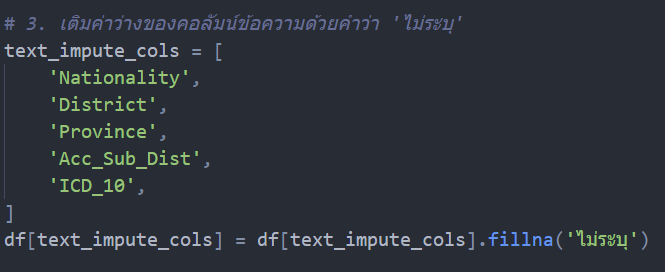 # 3. เติมค่าว่างของคอลัมน์ข้อความด้วยคำว่า 'ไม่ระบุ'
text_impute_cols = [
    'Nationality',
    'District',
    'Province',
    'Acc_Sub_Dist',
    'ICD_10',
]
df[text_impute_cols] = df[text_impute_cols].fillna('ไม่ระบุ')